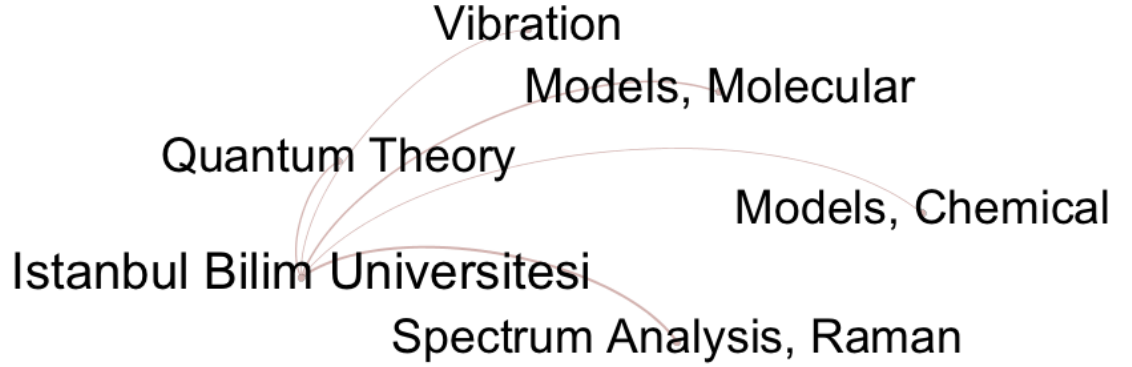 Vibration
Models, Molecular
Quantum Theory
Models, Chemical
Istanbul Bilim Universitesi
Spectrum Analysis, Raman